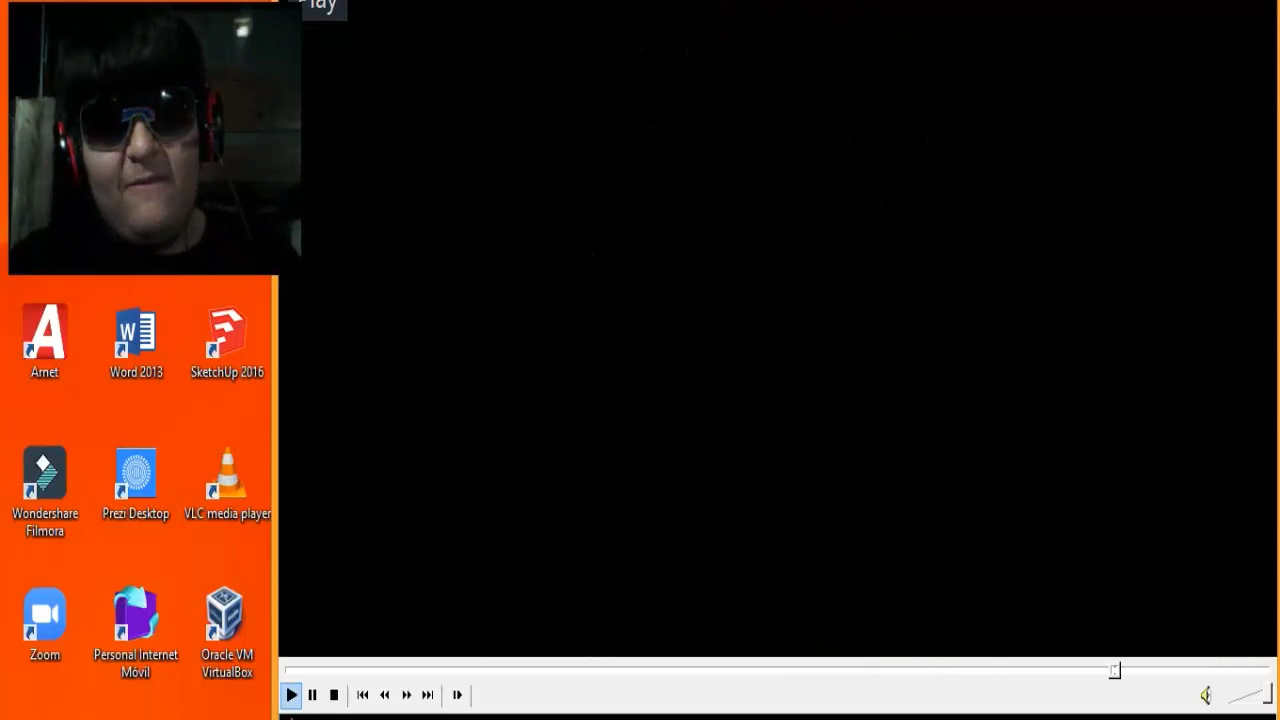 Play
Arnet
Word 2013
SketchUp 2016
Wondershare
Filmora
Prezi Desktop
VLC media player
Zoom
Personal Internet
Móvil
Oracle VM
VirtualBox